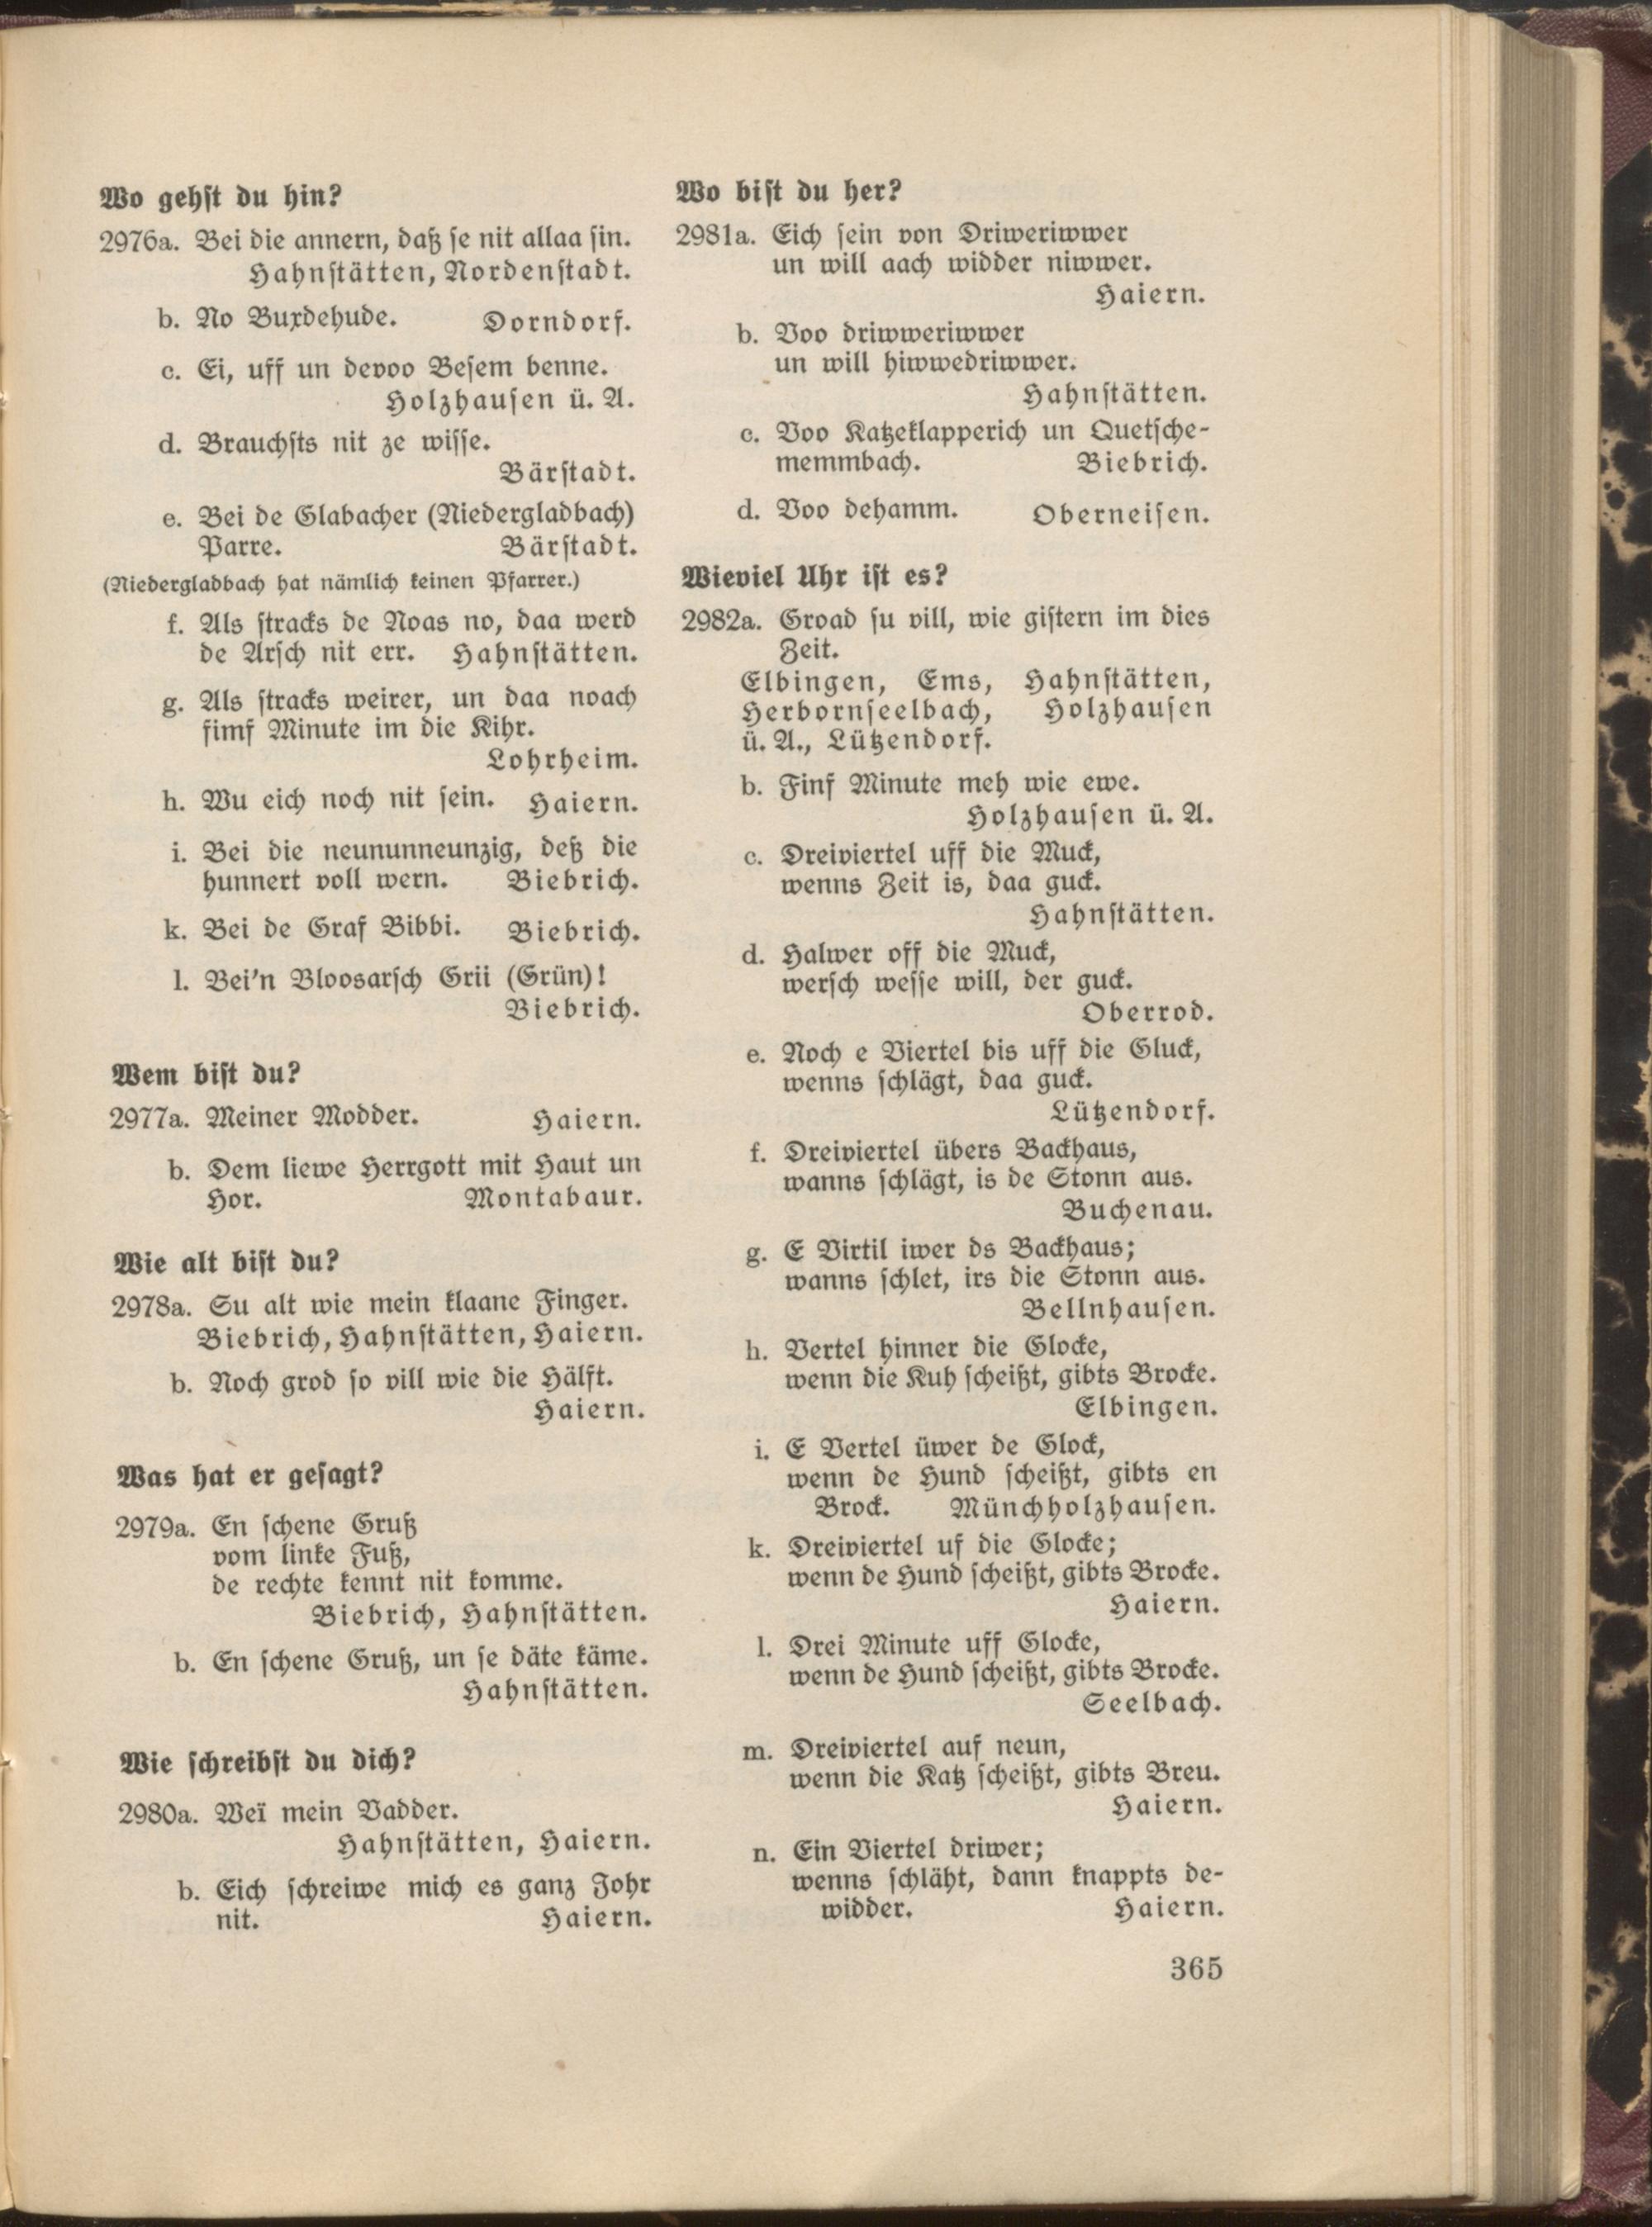 Wo gehst du hin?
2976a. Bei die annern, daß se nit allaa sin.
Hahnstätten, Nordenstadt.
b. No Buxdehude. Dorndorf.
c. Ei, uff un devoo Besem benne.
Holzhausen ü. A.
d. Brauchsts nit ze wisse.
Bärstadt.
e. Bei de Glabacher (Niedergladbach)
Parre. Bärstadt.
(Niedergladbach hat nämlich keinen Pfarrer.)
f. Als stracks de Noas no, daa werd
de Arsch nit err. Hahnstätten.
g. Als stracks weirer, un daa noach
fimf Minute im die Kihr.
Lohrheim.
h. Wu eich noch nit sein. Haiern.
i. Bei die neununneunzig, deß die
hunnert voll wern. Biebrich.
k. Bei de Graf Bibbi. Biebrich.
l. Bei'n Bloosarsch Grii (Grün)!
Biebrich.
Wem bist du?
2977a. Meiner Modder. Haiern.
b. Dem liewe Herrgott mit Haut un
Hor. Montabaur.
Wie alt bist du?
2978a. Su alt wie mein klaane Finger.
Biebrich, Hahnstätten, Haiern.
b. Noch grod so vill wie die Hälft.
Haiern.
Was hat er gesagt?
2979a. En schene Gruß
vom linke Fuß,
de rechte kennt nit komme.
Biebrich, Hahnstätten.
b. En schene Gruß, un se däte käme.
Hahnstätten.
Wie schreibst du dich?
2980a. Weï mein Vadder.
Hahnstätten, Haiern.
b. Eich schreiwe mich es ganz Johr
nit. Haiern.
Wo bist du her?
2981a. Eich sein von Driweriwwer
un will aach widder niwwer.
Haiern.
b. Voo driwweriwwer
un will hiwwedriwwer.
Hahnstätten.
c. Voo Katzeklapperich un Quetsche-
memmbach. Biebrich.
d. Voo dehamm. Oberneisen.
Wieviel Uhr ist es?
2982a. Groad su vill, wie gistern im dies
Zeit.
Elbingen, Ems, Hahnstätten,
Herbornseelbach, Holzhausen
ü. A., Lützendorf.
b. Finf Minute meh wie ewe.
Holzhausen ü. A.
c. Dreiviertel uff die Muck,
wenns Zeit is, daa guck.
Hahnstätten.
d. Halwer off die Muck,
wersch wesse will, der guck.
Oberrod.
e. Noch e Viertel bis uff die Gluck,
wenns schlägt, daa guck.
Lützendorf.
f. Dreiviertel übers Backhaus,
wanns schlägt, is de Stonn aus.
Buchenau.
g. E Virtil iwer ds Backhaus;
wanns schlet, irs die Stonn aus.
Bellnhausen.
h. Vertel hinner die Glocke,
wenn die Kuh scheißt, gibts Brocke.
Elbingen.
i. E Vertel üwer de Glock,
wenn de Hund scheißt, gibts en
Brock. Münchholzhausen.
k. Dreiviertel uf die Glocke;
wenn de Hund scheißt, gibts Brocke.
Haiern.
l. Drei Minute uff Glocke,
wenn de Hund scheißt, gibts Brocke.
Seelbach.
m. Dreiviertel auf neun,
wenn die Katz scheißt, gibts Breu.
Haiern.
n. Ein Viertel driwer;
wenns schläht, dann knappts de-
widder. Haiern.
365